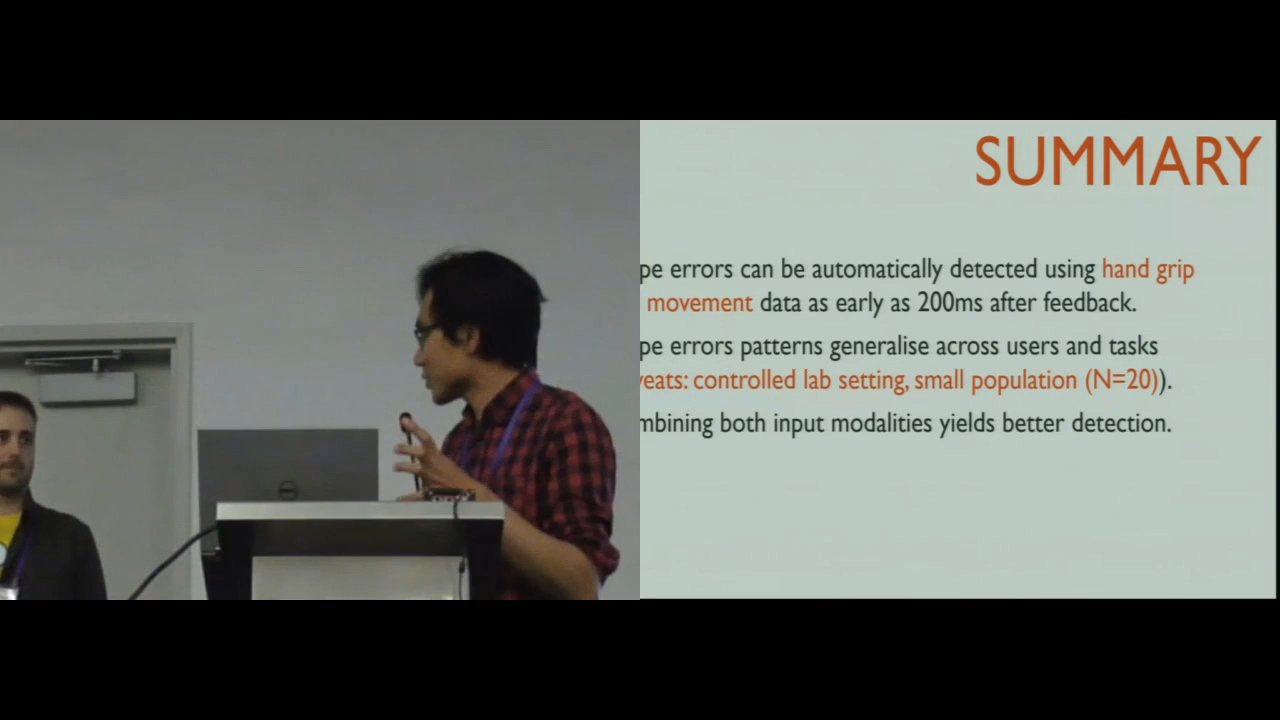 SUMMARY
pe errors can be automatically detected using hand grip
movement data as early as 200ms after feedback.
pe errors patterns generalise across users and tasks
eats: controlled lab setting, small population (N=20)).
mbining both input modalities yields better detection.
DELL